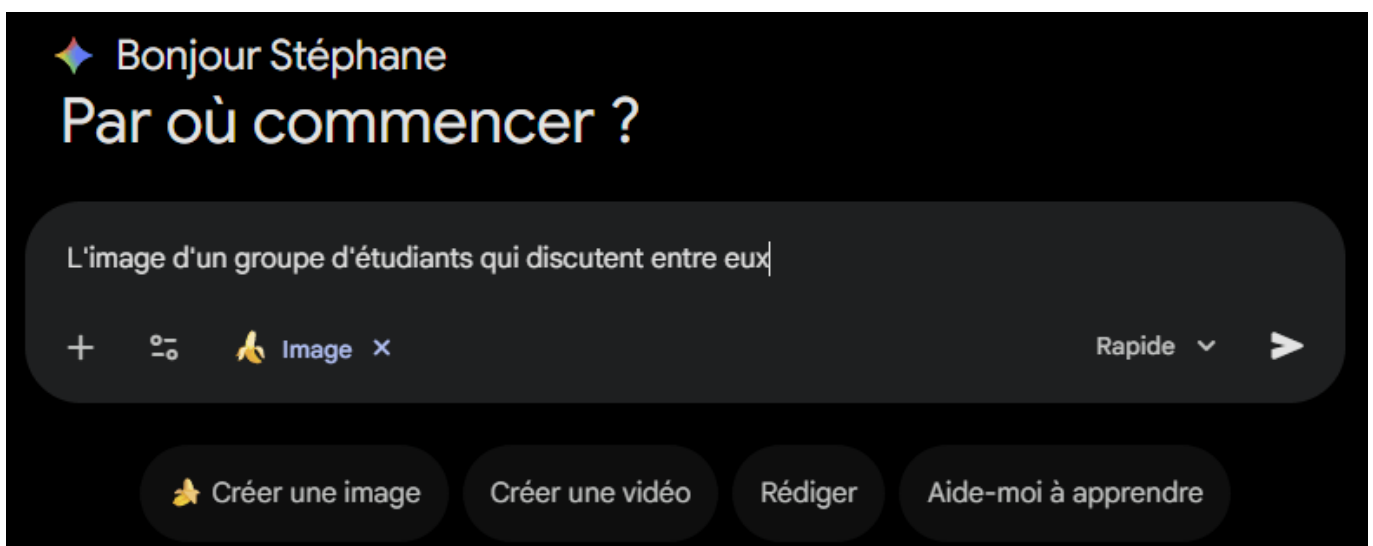 Bonjour Stéphane
Par où commencer ?
L'image d'un groupe d'étudiants qui discutent entre eux
Image
Rapide
Créer une image
Créer une vidéo
Rédiger
Aide-moi à apprendre